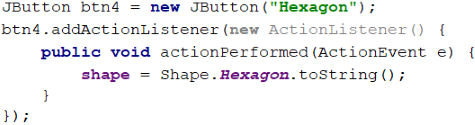 JButton btn4 = new JButton("Hexagon");
btn4.addActionListener(new ActionListener() {
    public void actionPerformed(ActionEvent e) {
        shape = Shape.Hexagon.toString();
    }
});